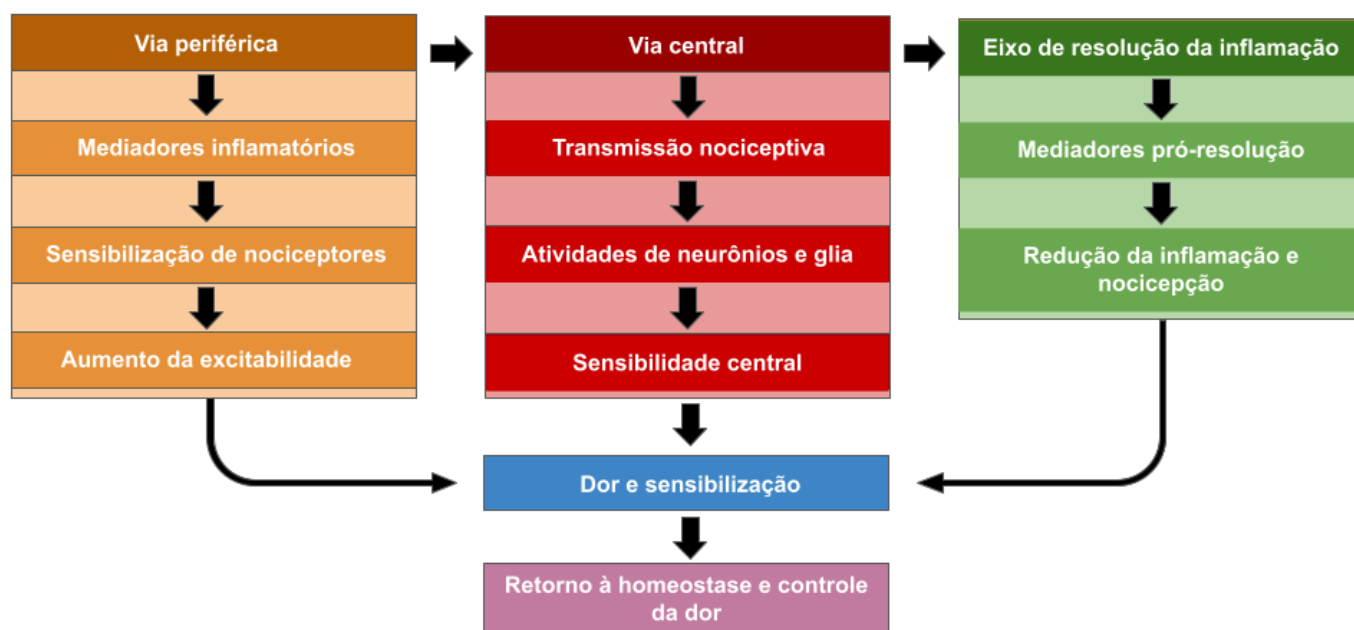 Via periférica
Mediadores inflamatórios
Sensibilização de nociceptores
Aumento da excitabilidade
Via central
Transmissão nociceptiva
Atividades de neurônios e glia
Sensibilidade central
Eixo de resolução da inflamação
Mediadores pró-resolução
Redução da inflamação e
nocicepção
Dor e sensibilização
Retorno à homeostase e controle
da dor